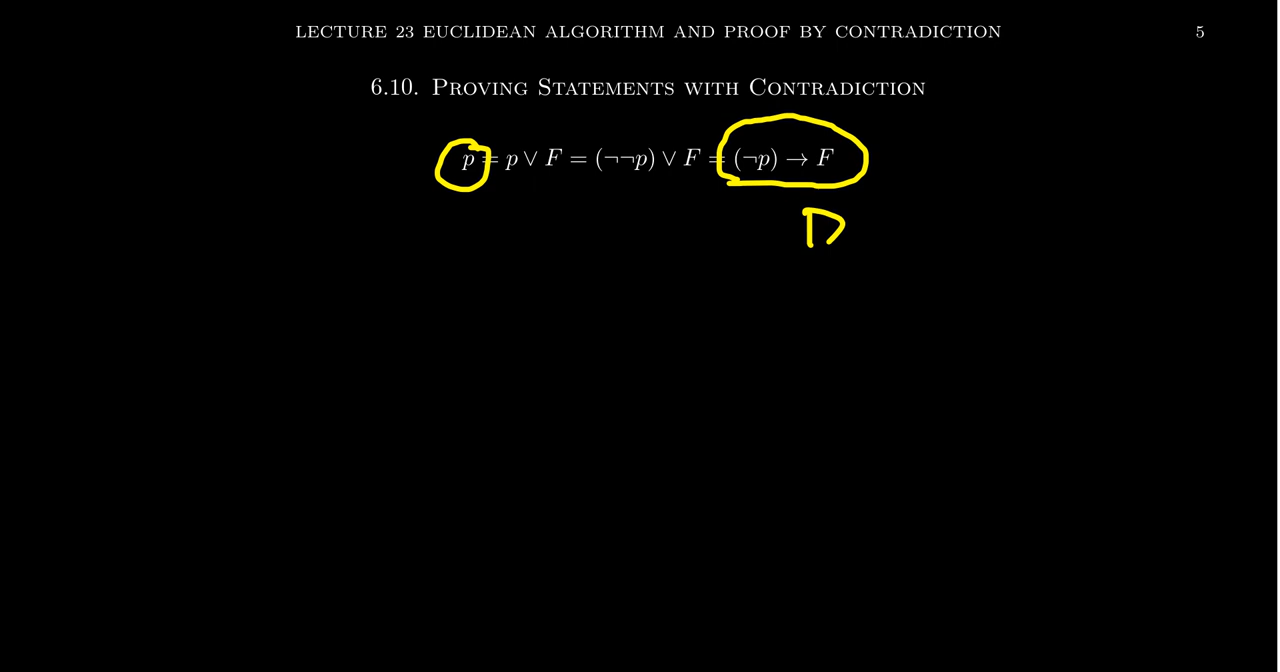 LECTURE 23 EUCLIDEAN ALGORITHM AND PROOF BY CONTRADICTION 5
6.10. PROVING STATEMENTS WITH CONTRADICTION
p = p ∨ F = (¬¬p) ∨ F = (¬p) → F